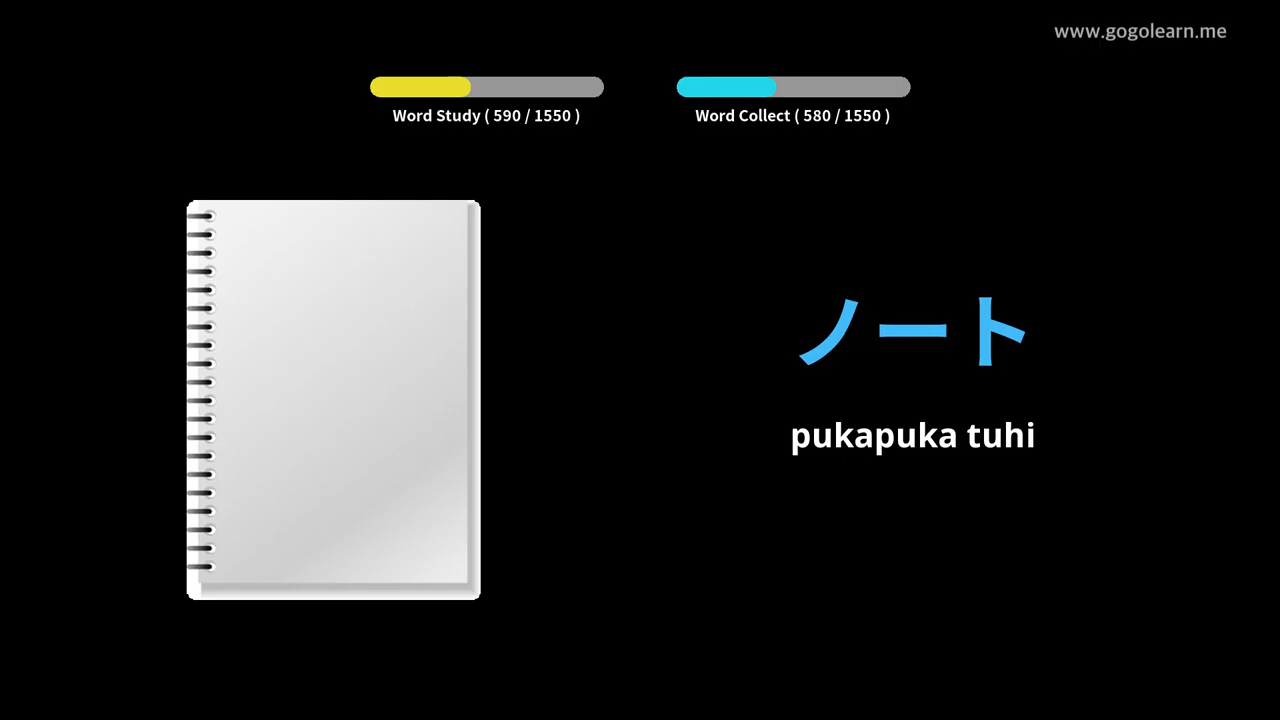 www.gogolearn.me
Word Study ( 590 / 1550 )
Word Collect ( 580 / 1550 )
ノート
pukapuka tuhi